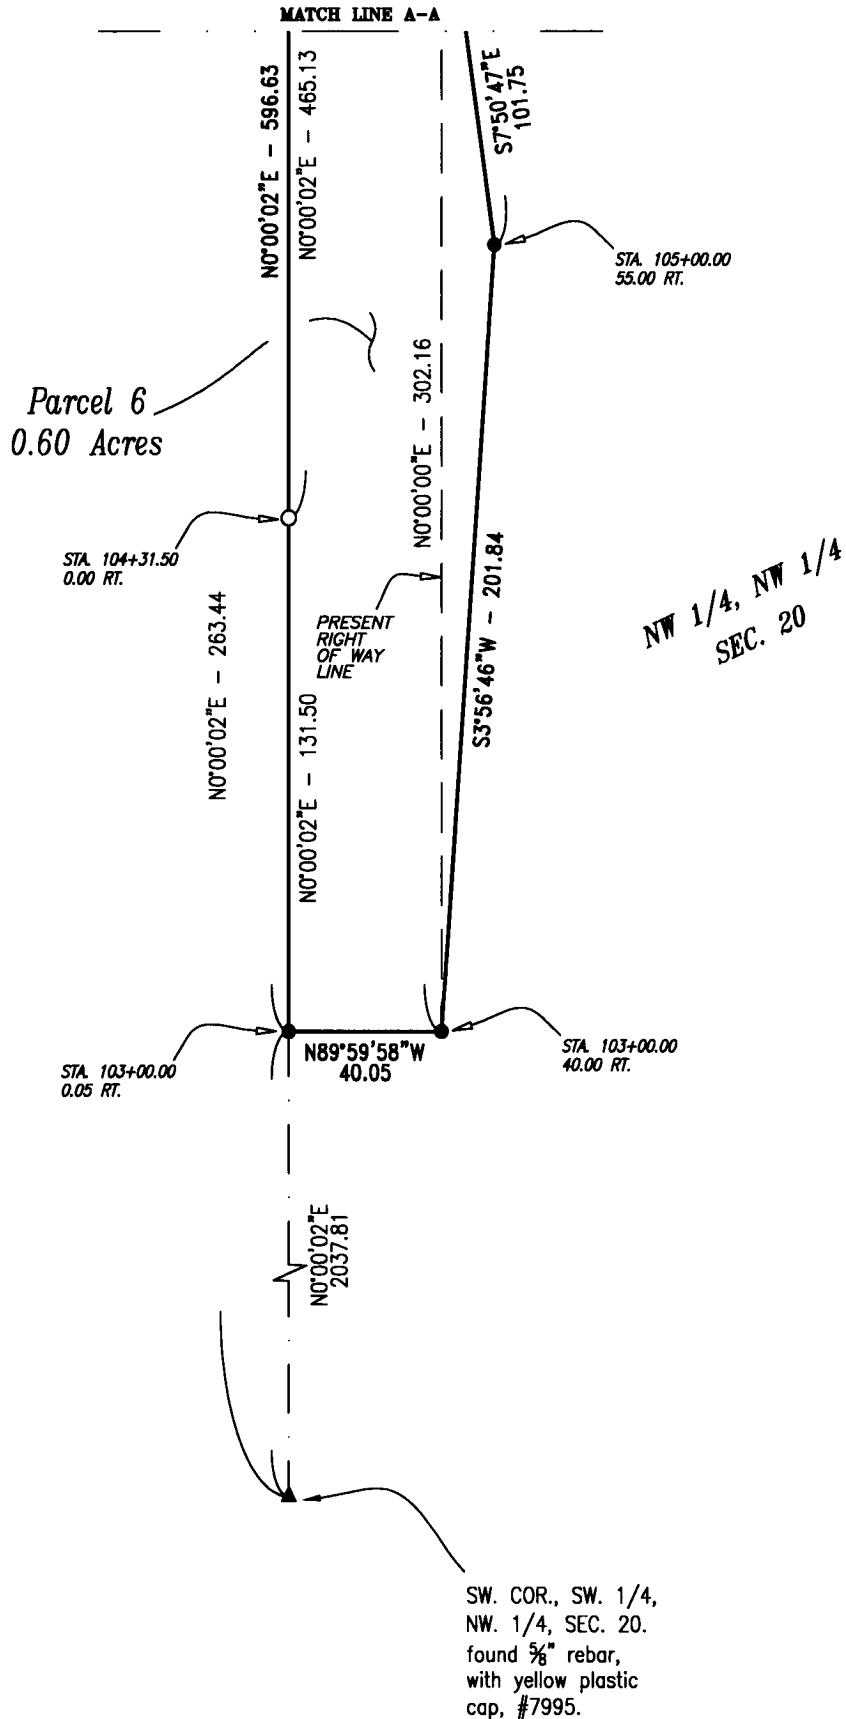 MATCH LINE A-A
N0°00'02"E - 596.63
N0°00'02"E - 465.13
S7°50'47"E
101.75
STA. 105+00.00
55.00 RT.
Parcel 6
0.60 Acres
N0°00'00"E - 302.16
STA. 104+31.50
0.00 RT.
NW 1/4, NW 1/4
SEC. 20
N0°00'02"E - 263.44
PRESENT
RIGHT
OF WAY
LINE
S3°56'46"W - 201.84
N0°00'02"E - 131.50
STA. 103+00.00
0.05 RT.
N89°59'58"W
40.05
STA. 103+00.00
40.00 RT.
N0°00'02"E
2037.81
SW. COR., SW. 1/4,
NW. 1/4, SEC. 20.
found ⅝" rebar,
with yellow plastic
cap, #7995.